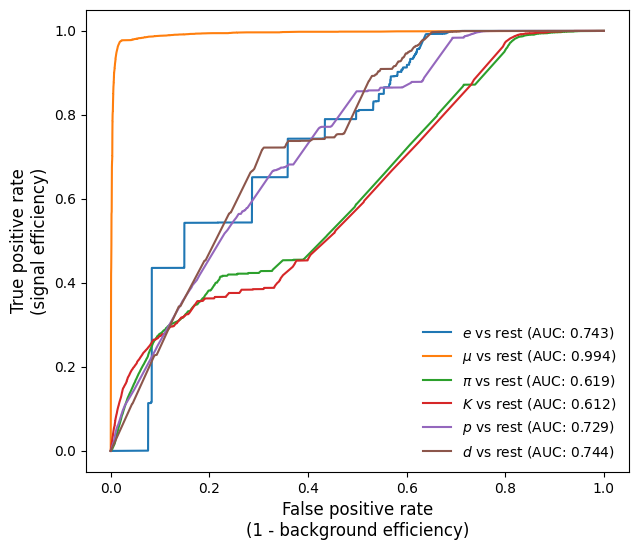 1.0
0.8
0.6
0.4
0.2
0.0
True positive rate
(signal efficiency)
e vs rest (AUC: 0.743)
μ vs rest (AUC: 0.994)
π vs rest (AUC: 0.619)
K vs rest (AUC: 0.612)
p vs rest (AUC: 0.729)
d vs rest (AUC: 0.744)
0.0 0.2 0.4 0.6 0.8 1.0
False positive rate
(1 - background efficiency)